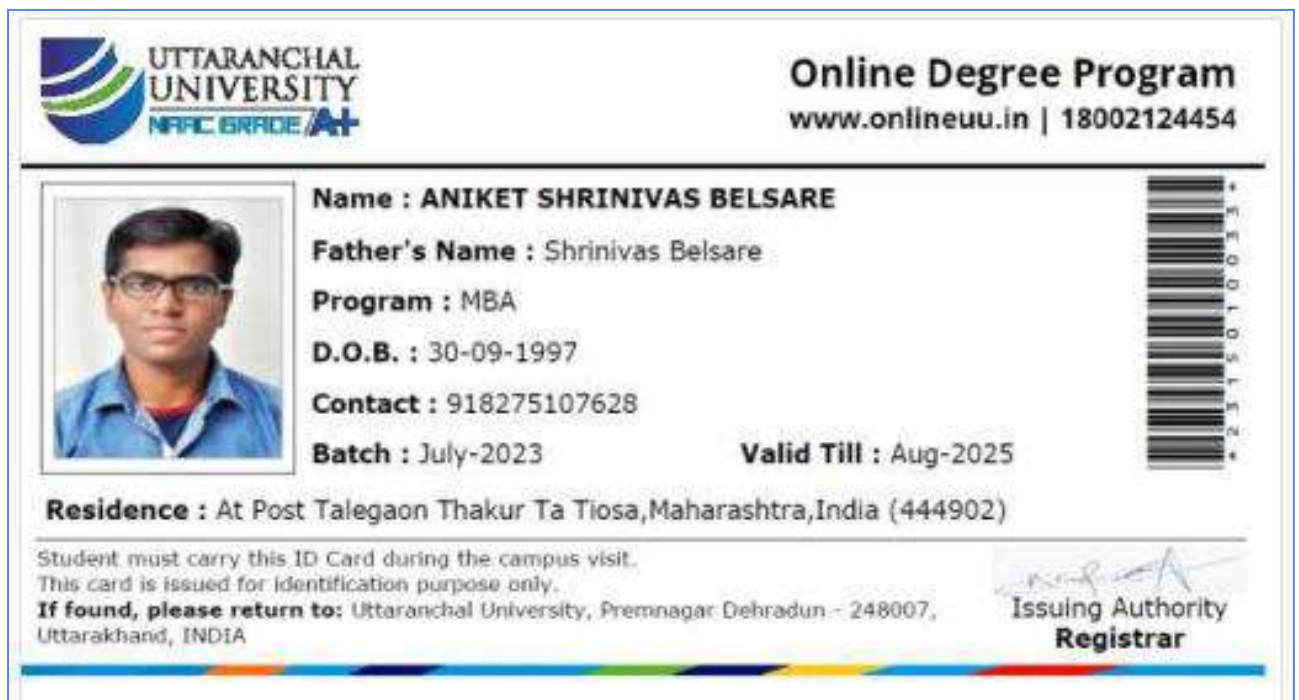 UTTARANCHAL
UNIVERSITY
NAAC GRADE A+
Online Degree Program
www.onlineuu.in | 18002124454
Name : ANIKET SHRINIVAS BELSARE
Father's Name : Shrinivas Belsare
Program : MBA
D.O.B. : 30-09-1997
Contact : 918275107628
Batch : July-2023 Valid Till : Aug-2025
Residence : At Post Talegaon Thakur Ta Tiosa,Maharashtra,India (444902)
Student must carry this ID Card during the campus visit.
This card is issued for identification purpose only.
If found, please return to: Uttaranchal University, Premnagar Dehradun - 248007,
Uttarakhand, INDIA
Issuing Authority
Registrar